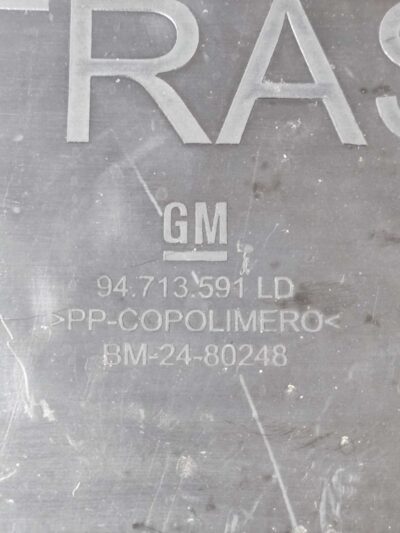 TRAS
GM
94.713.591 LD
>PP-COPOLIMERO<
BM-24-80248